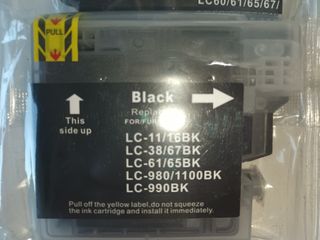 LC60/61/65/67/
PULL
Black
This
side up
LC-11/16BK
LC-38/67BK
LC-61/65BK
LC-980/1100BK
LC-990BK
Pull off the yellow label,do not squeeze
the ink cartridge and install it immediately.